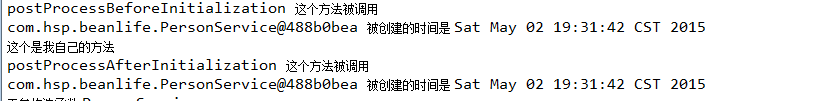 postProcessBeforeInitialization 这个方法被调用
com.hsp.beanlife.PersonService@488b0bea 被创建的时间是 Sat May 02 19:31:42 CST 2015
这个是我自己的方法
postProcessAfterInitialization 这个方法被调用
com.hsp.beanlife.PersonService@488b0bea 被创建的时间是 Sat May 02 19:31:42 CST 2015